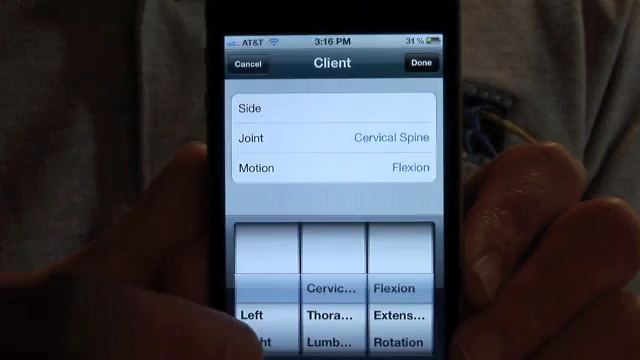 AT&T 3:16 PM 31%
Cancel Client Done
Side
Joint Cervical Spine
Motion Flexion
Cervic... Flexion
Left Thora... Extens...
Lumb... Rotation